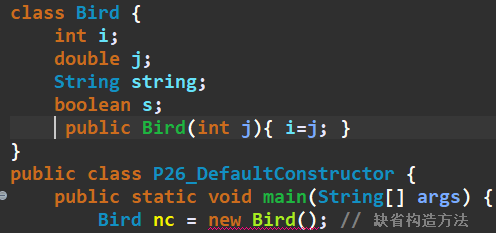 class Bird {
    int i;
    double j;
    String string;
    boolean s;
     public Bird(int j){ i=j; }
}
public class P26_DefaultConstructor {
    public static void main(String[] args) {
        Bird nc = new Bird(); // 缺省构造方法